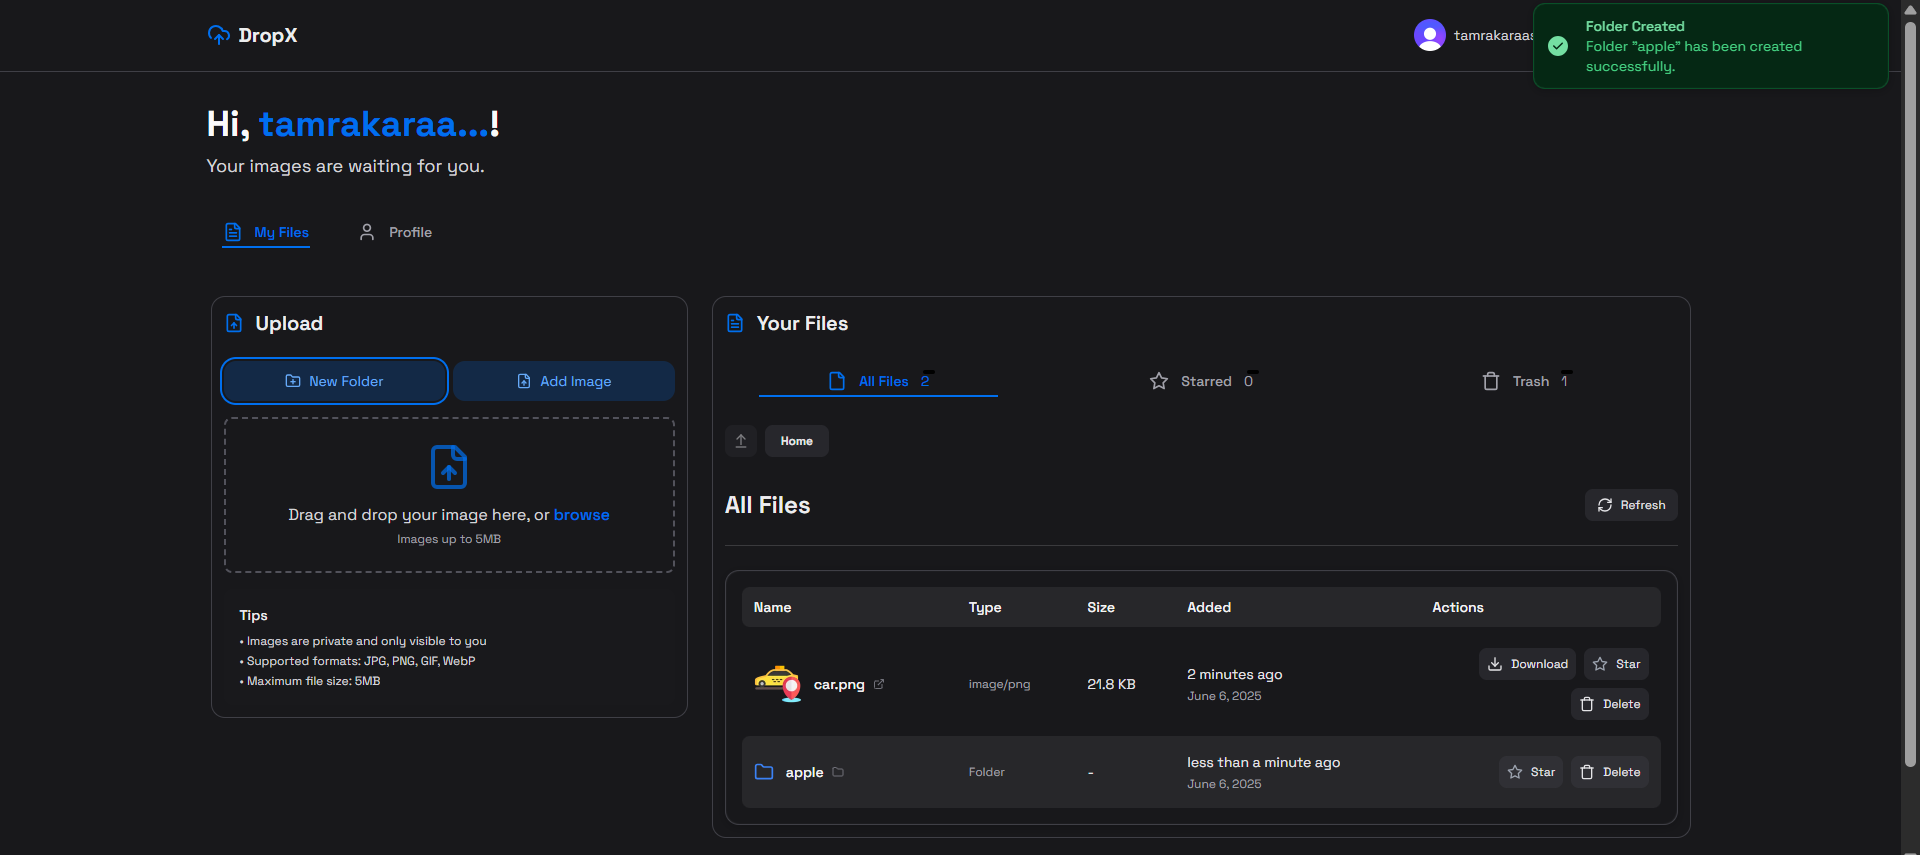 DropX
tamrakaraas
Folder Created
Folder "apple" has been created
successfully.
Hi, tamrakaraa...!
Your images are waiting for you.
My Files
Profile
Upload
New Folder
Add Image
Drag and drop your image here, or browse
Images up to 5MB
Tips
• Images are private and only visible to you
• Supported formats: JPG, PNG, GIF, WebP
• Maximum file size: 5MB
Your Files
All Files 2
Starred 0
Trash 1
Home
All Files
Refresh
Name Type Size Added Actions
car.png image/png 21.8 KB 2 minutes ago
June 6, 2025
Download Star
Delete
apple Folder - less than a minute ago
June 6, 2025
Star Delete